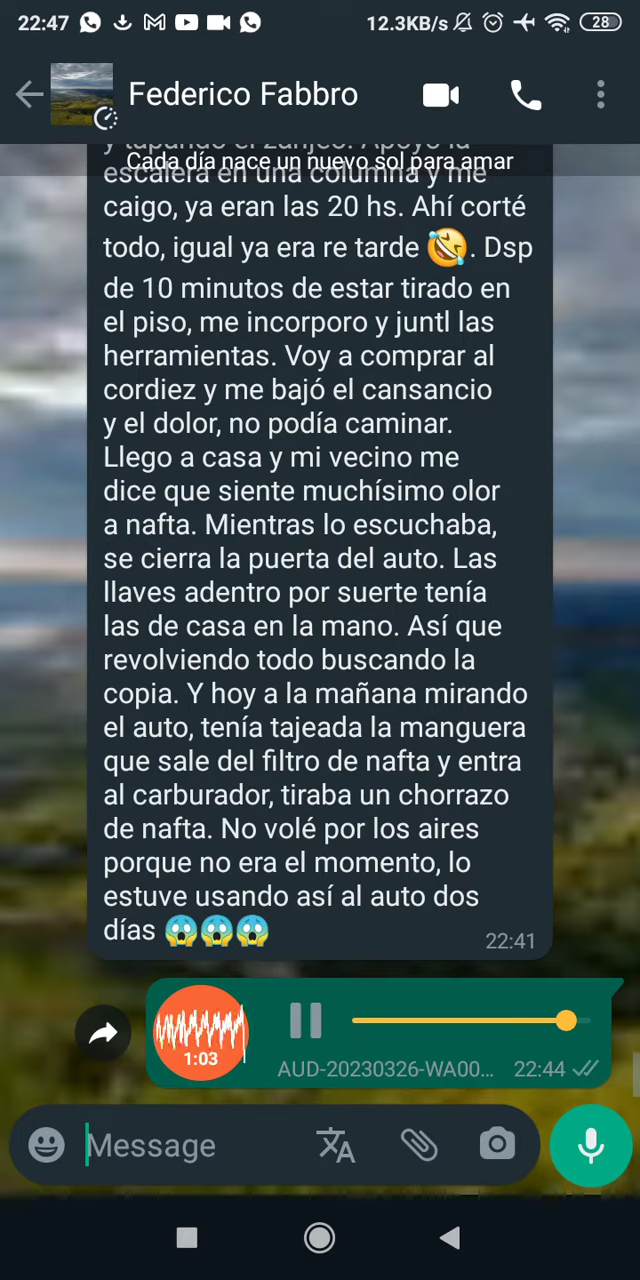 22:47
12.3KB/s
28
Federico Fabbro
y tapando el zanjeo. Apoyo la
Cada día nace un nuevo sol para amar
escalera en una columna y me
caigo, ya eran las 20 hs. Ahí corté
todo, igual ya era re tarde 🤣. Dsp
de 10 minutos de estar tirado en
el piso, me incorporo y juntl las
herramientas. Voy a comprar al
cordiez y me bajó el cansancio
y el dolor, no podía caminar.
Llego a casa y mi vecino me
dice que siente muchísimo olor
a nafta. Mientras lo escuchaba,
se cierra la puerta del auto. Las
llaves adentro por suerte tenía
las de casa en la mano. Así que
revolviendo todo buscando la
copia. Y hoy a la mañana mirando
el auto, tenía tajeada la manguera
que sale del filtro de nafta y entra
al carburador, tiraba un chorrazo
de nafta. No volé por los aires
porque no era el momento, lo
estuve usando así al auto dos
días 😱😱😱
22:41
1:03
AUD-20230326-WA00...
22:44
Message